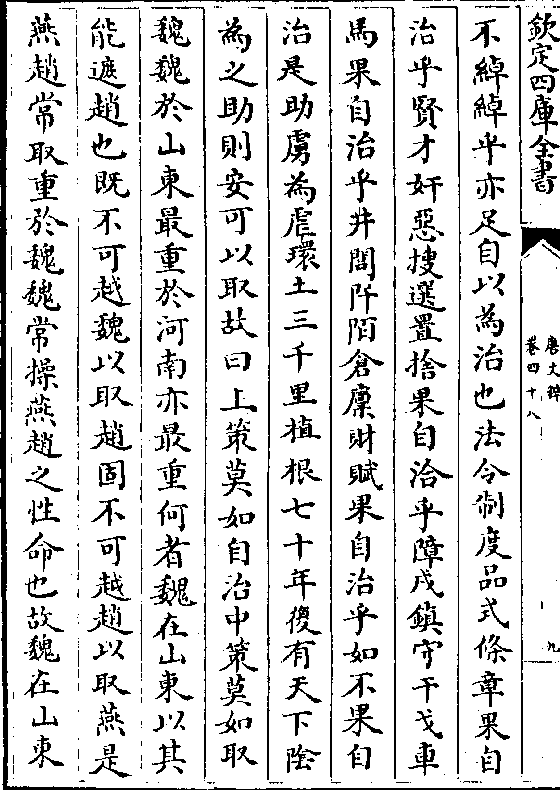 欽定四庫全書
唐文粹
卷四十八
九
不綽綽乎亦足自以為治也法令制度品式條章果自
治乎賢才奸惡搜選置捨果自治乎障戍鎮守干戈車
馬果自治乎井閭阡陌倉廩財賦果自治乎如不果自
治是助虜為虐環土三千里植根七十年復有天下陰
為之助則安可以取故曰上策莫如自治中策莫如取
魏魏於山東最重於河南亦最重何者魏在山東以其
能遮趙也既不可越魏以取趙固不可越趙以取燕是
燕趙常取重於魏魏常操燕趙之性命也故魏在山東